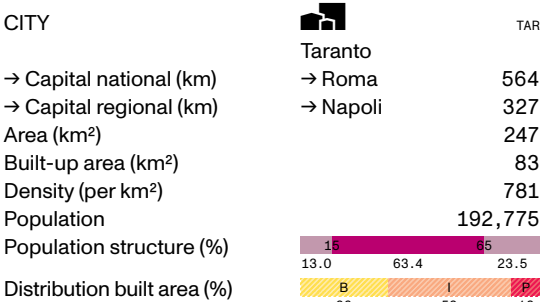 CITY TAR
Taranto
→ Capital national (km) → Roma 564
→ Capital regional (km) → Napoli 327
Area (km²) 247
Built-up area (km²) 83
Density (per km²) 781
Population 192,775
Population structure (%) 15 65
13.0 63.4 23.5
Distribution built area (%) B I P